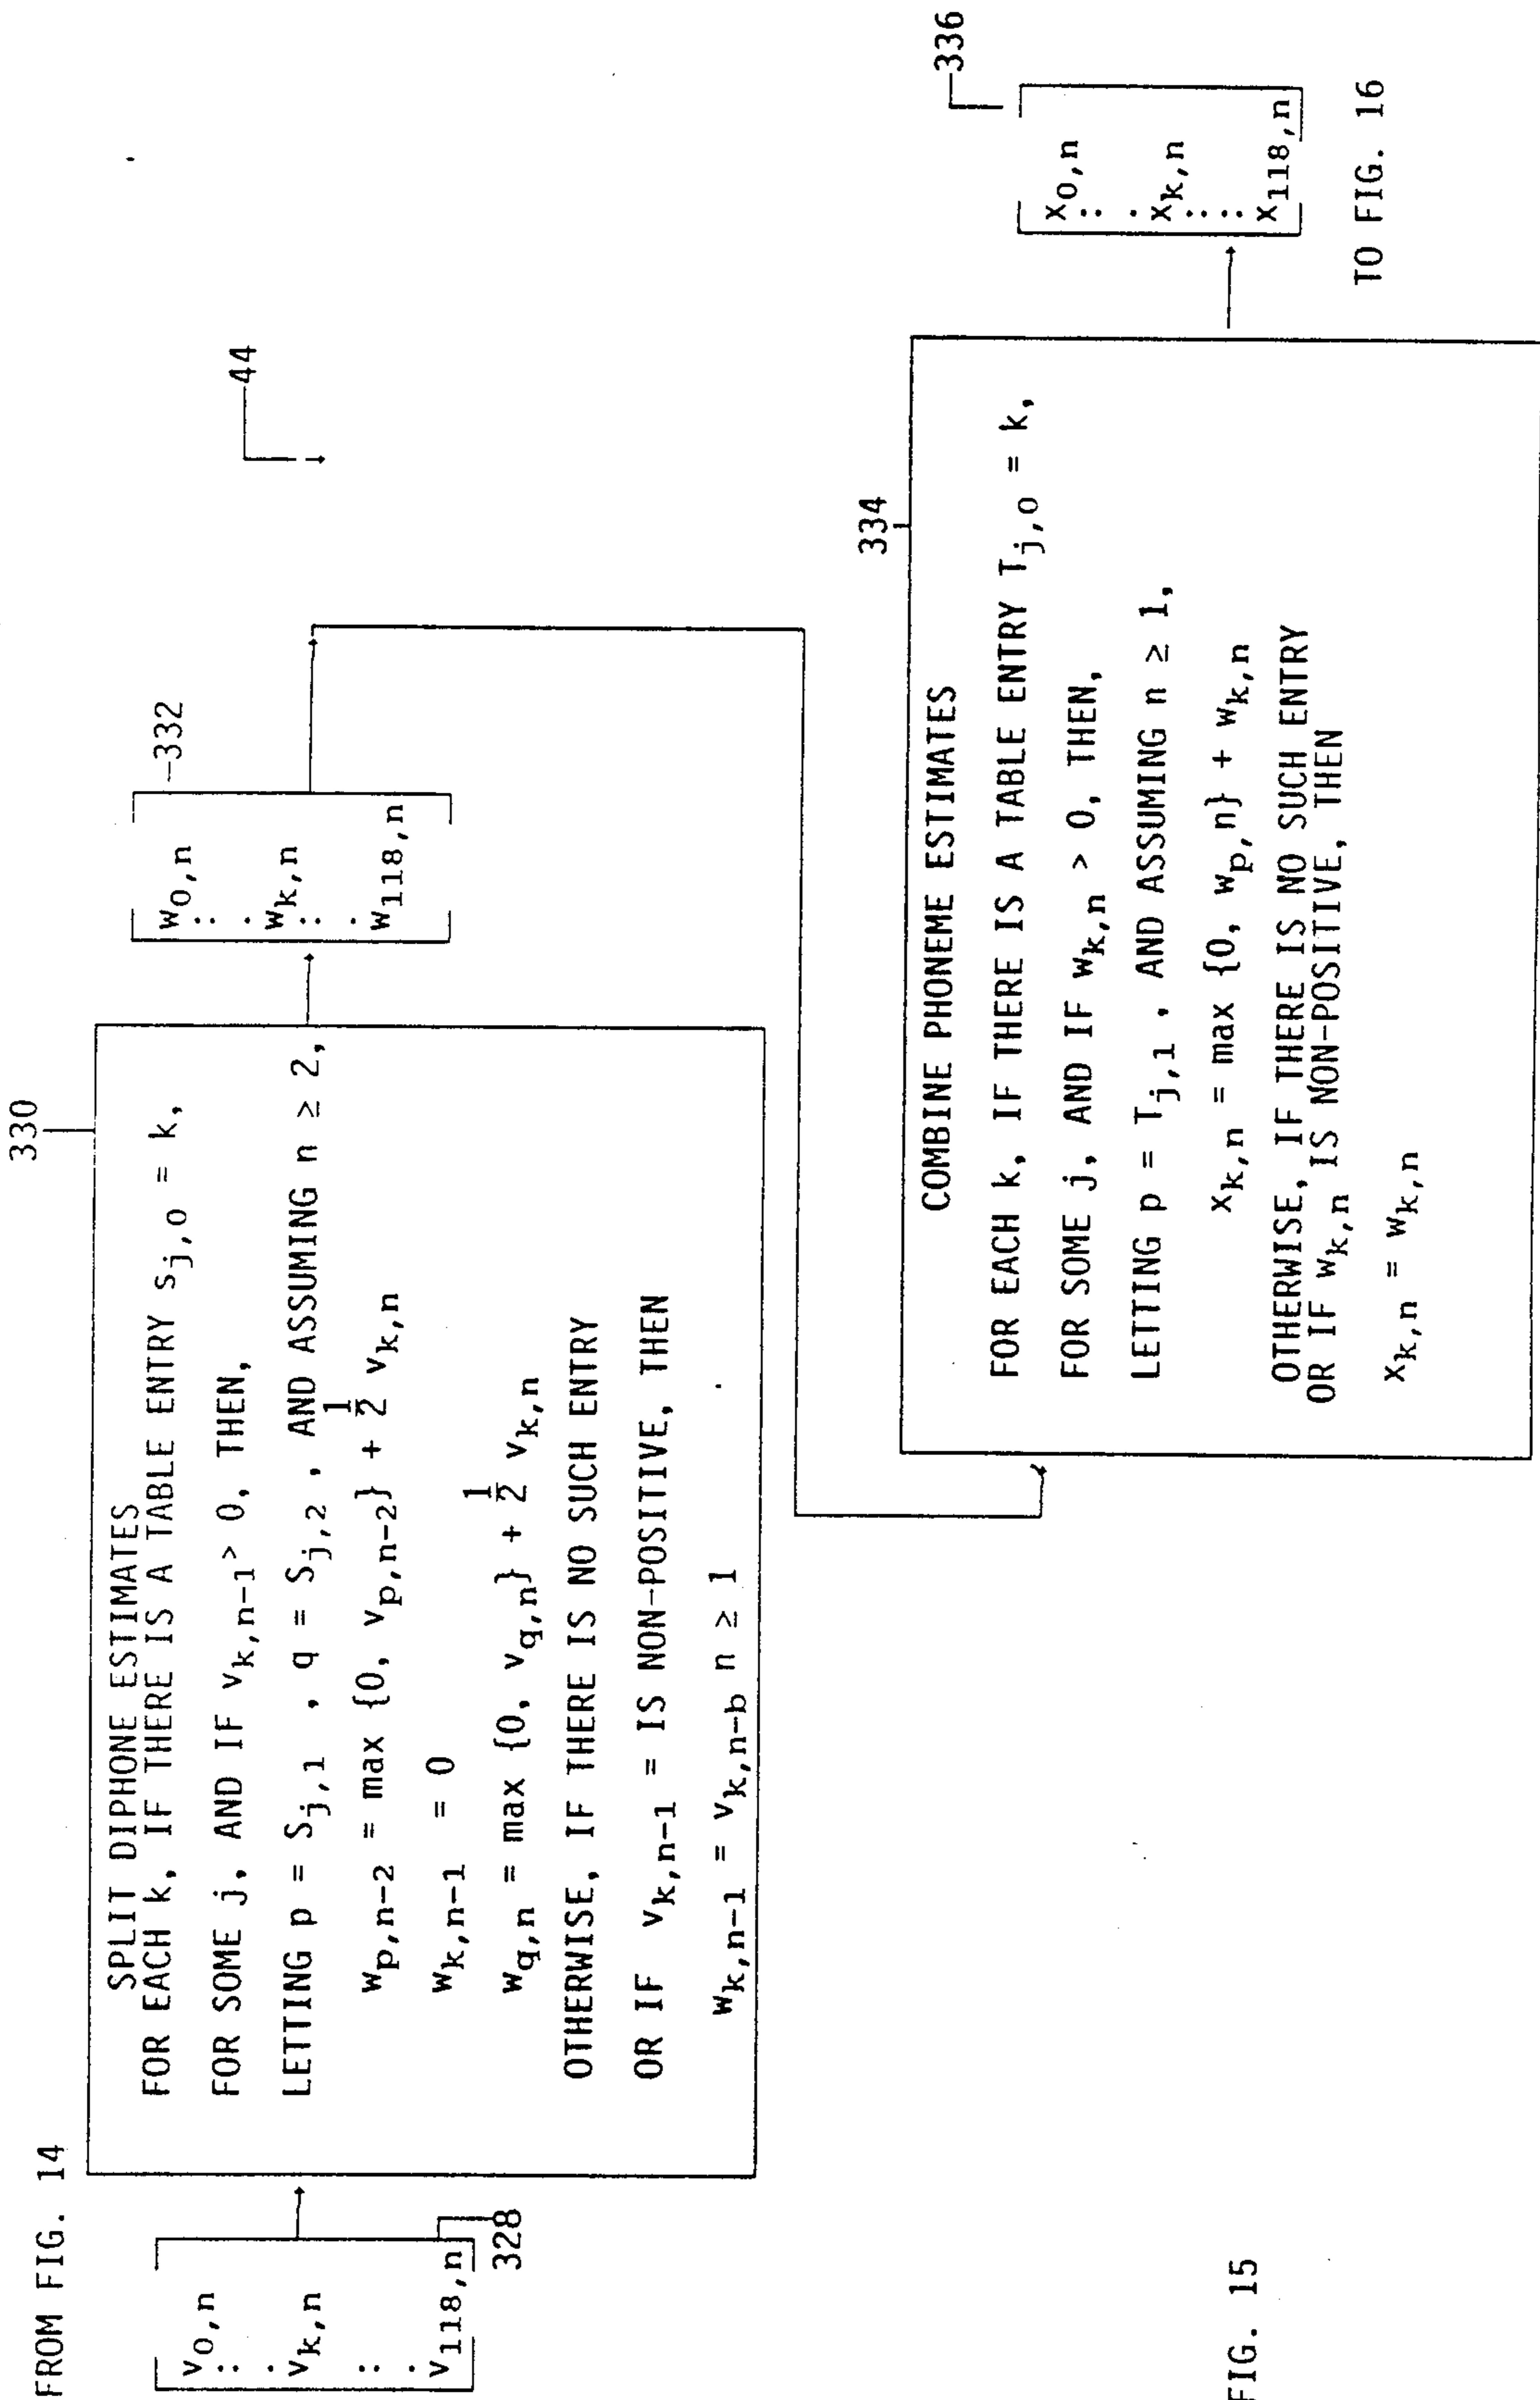 FROM FIG. 14
v0,n
vk,n
v118,n
328
330
SPLIT DIPHONE ESTIMATES
FOR EACH k, IF THERE IS A TABLE ENTRY sj,0 = k,
FOR SOME j, AND IF vk,n-1 > 0, THEN,
LETTING p = Sj,1 , q = Sj,2 , AND ASSUMING n ≥ 2,
wp,n-2 = max {0, vp,n-2} + 1/2 vk,n
wk,n-1 = 0
wq,n = max {0, vq,n} + 1/2 vk,n
OTHERWISE, IF THERE IS NO SUCH ENTRY
OR IF vk,n-1 = IS NON-POSITIVE, THEN
wk,n-1 = vk,n-b n ≥ 1
w0,n
wk,n
w118,n
332
44
334
COMBINE PHONEME ESTIMATES
FOR EACH k, IF THERE IS A TABLE ENTRY Tj,0 = k,
FOR SOME j, AND IF wk,n > 0, THEN,
LETTING p = Tj,1 , AND ASSUMING n ≥ 1,
xk,n = max {0, wp,n} + wk,n
OTHERWISE, IF THERE IS NO SUCH ENTRY
OR IF wk,n IS NON-POSITIVE, THEN
xk,n = wk,n
x0,n
xk,n
x118,n
336
TO FIG. 16
FIG. 15